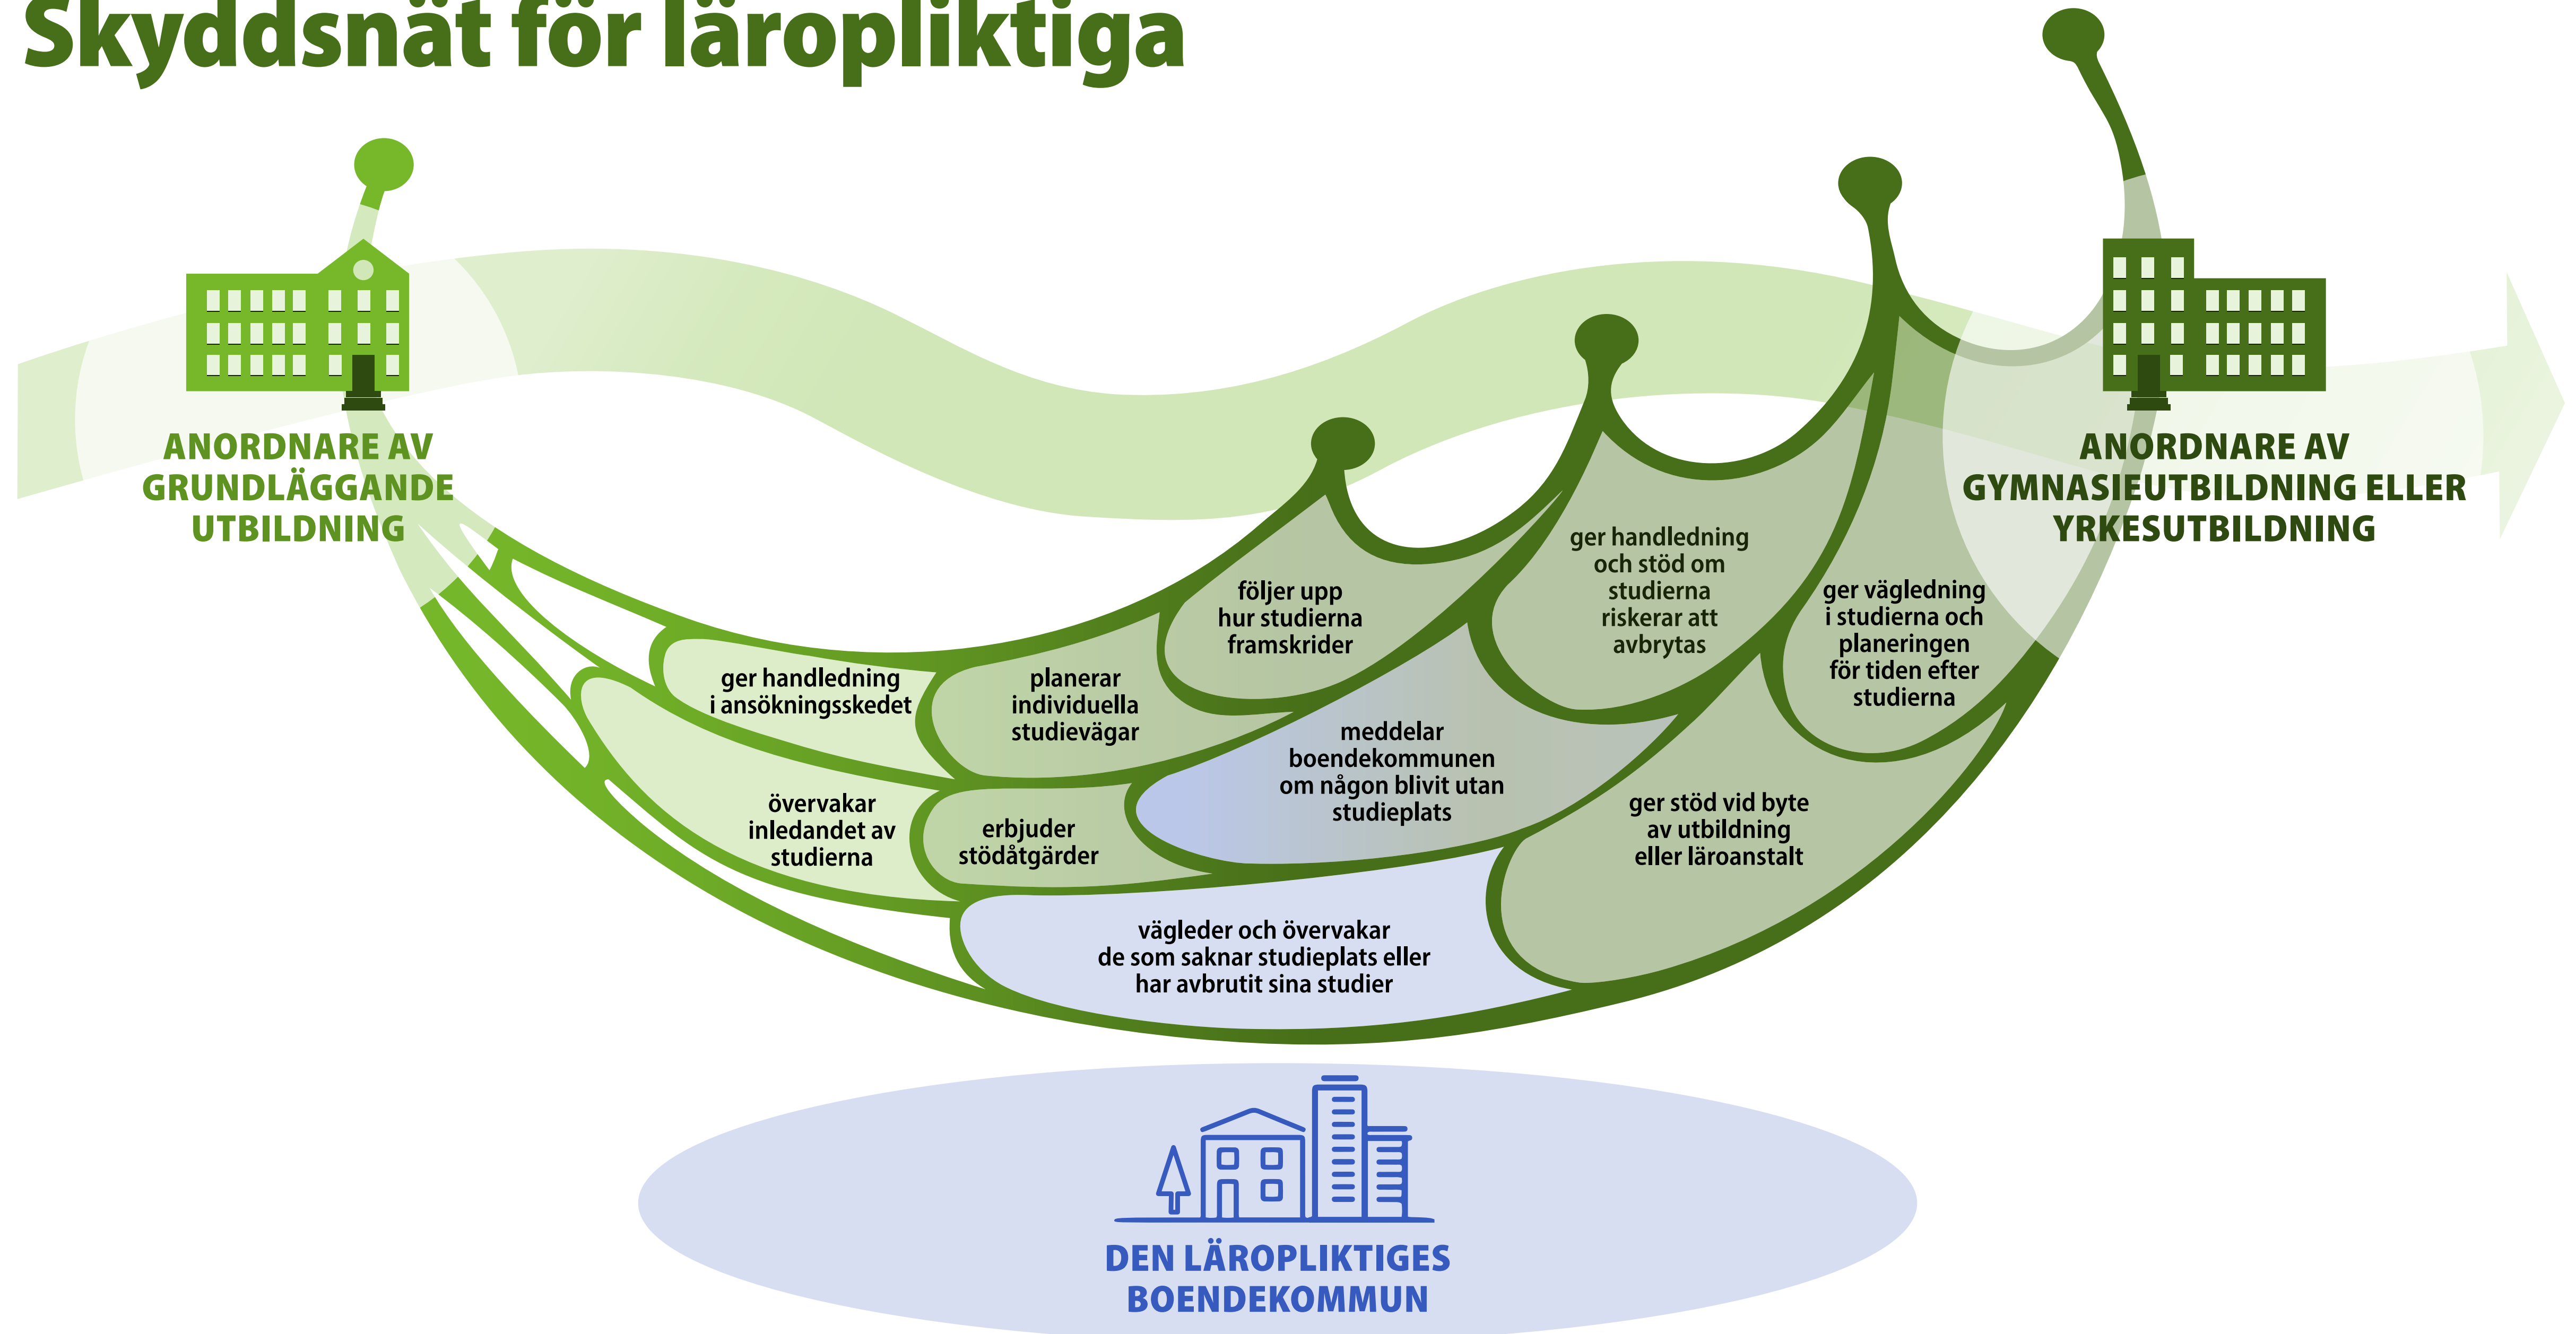 Skyddsnät för läropliktiga
ANORDNARE AV
GRUNDLÄGGANDE
UTBILDNING
ANORDNARE AV
GYMNASIEUTBILDNING ELLER
YRKESUTBILDNING
ger handledning
i ansökningsskedet
övervakar
inledandet av
studierna
planerar
individuella
studievägar
erbjuder
stödåtgärder
följer upp
hur studierna
framskrider
meddelar
boendekommunen
om någon blivit utan
studieplats
ger handledning
och stöd om
studierna
riskerar att
avbrytas
ger vägledning
i studierna och
planeringen
för tiden efter
studierna
ger stöd vid byte
av utbildning
eller läroanstalt
vägleder och övervakar
de som saknar studieplats eller
har avbrutit sina studier
DEN LÄROPLIKTIGES
BOENDEKOMMUN